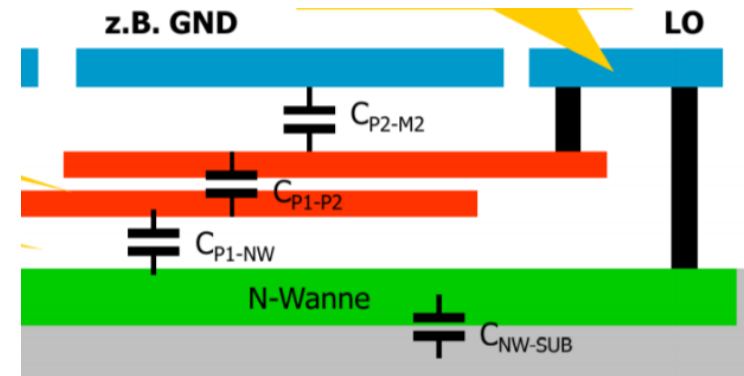 z.B. GND
LO
CP2-M2
CP1-P2
CP1-NW
N-Wanne
CNW-SUB